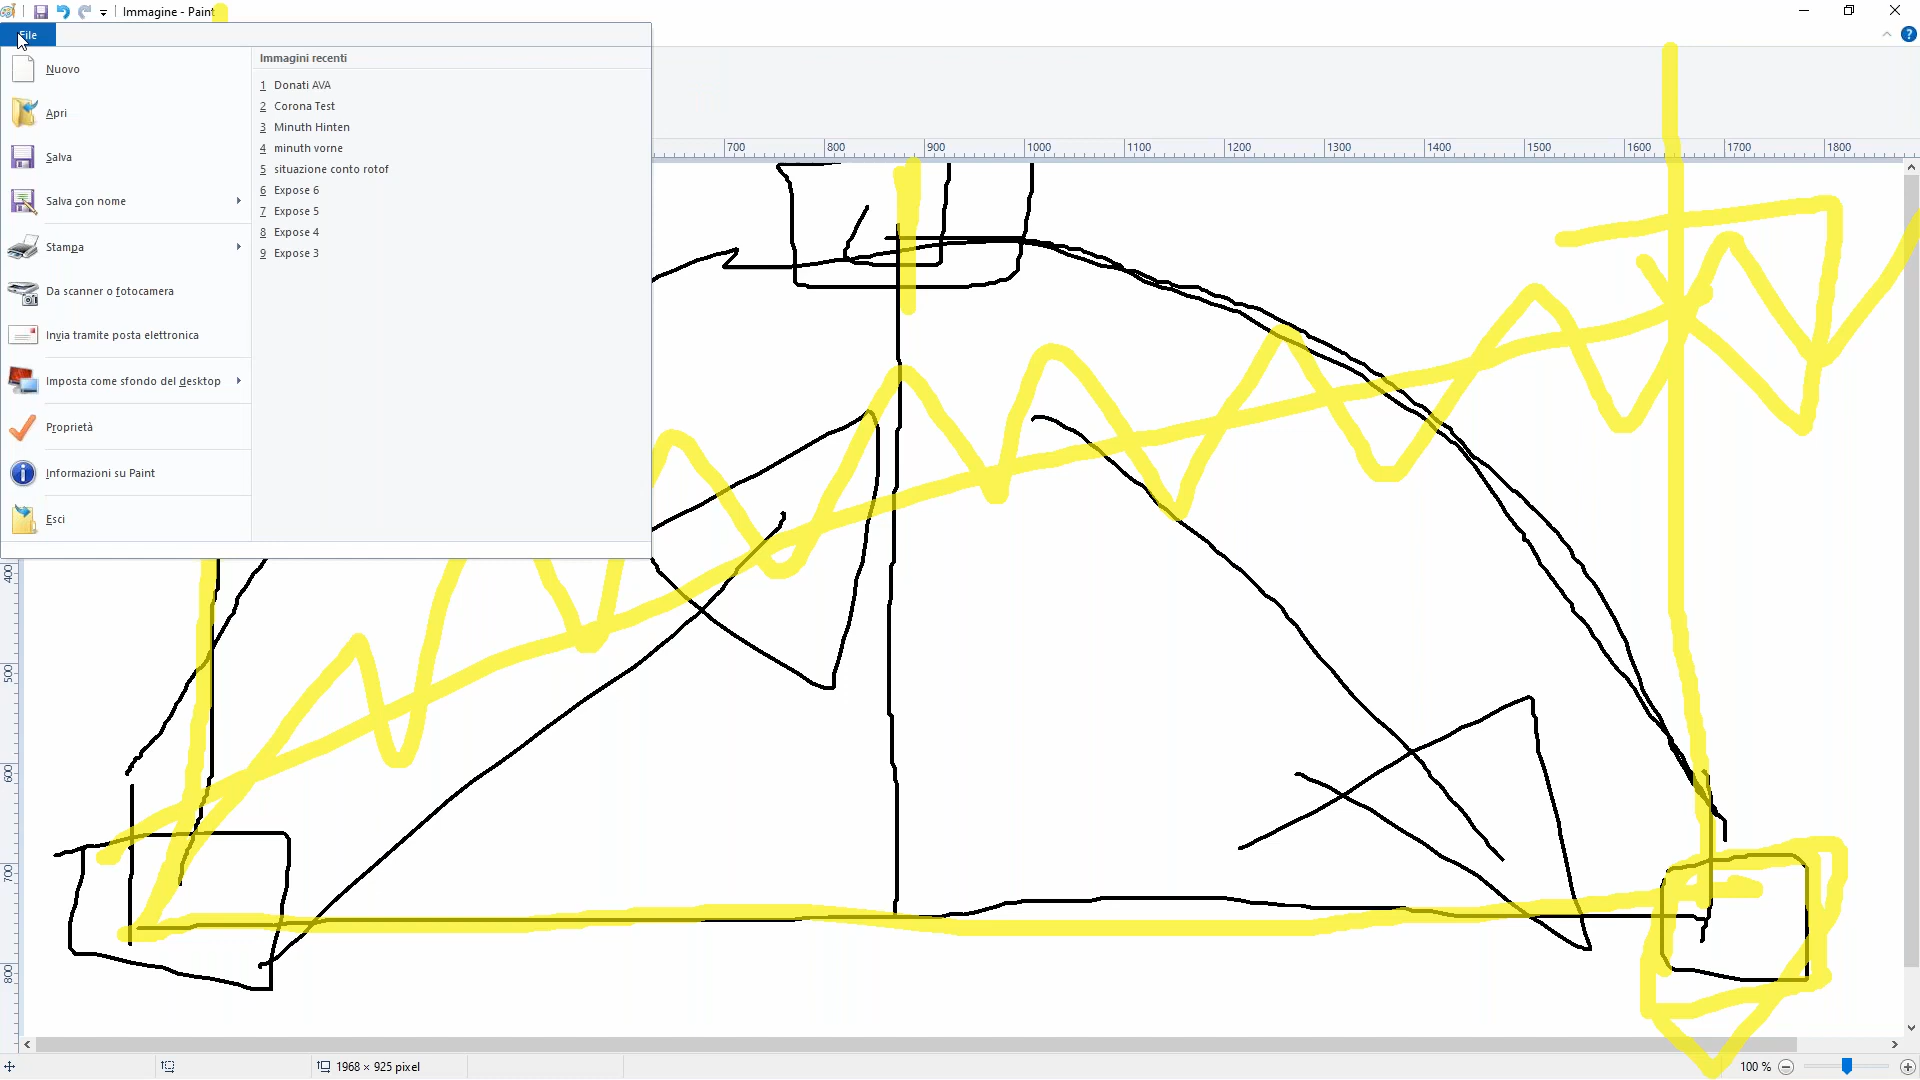 Immagine - Paint
File
Immagini recenti
Nuovo
Apri
Salva
Salva con nome
Stampa
Da scanner o fotocamera
Invia tramite posta elettronica
Imposta come sfondo del desktop
Proprietà
Informazioni su Paint
Esci
1 Donati AVA
2 Corona Test
3 Minuth Hinten
4 minuth vorne
5 situazione conto rotof
6 Expose 6
7 Expose 5
8 Expose 4
9 Expose 3
700 800 900 1000 1100 1200 1300 1400 1500 1600 1700 1800
400
500
600
700
800
1968 × 925 pixel
100 %